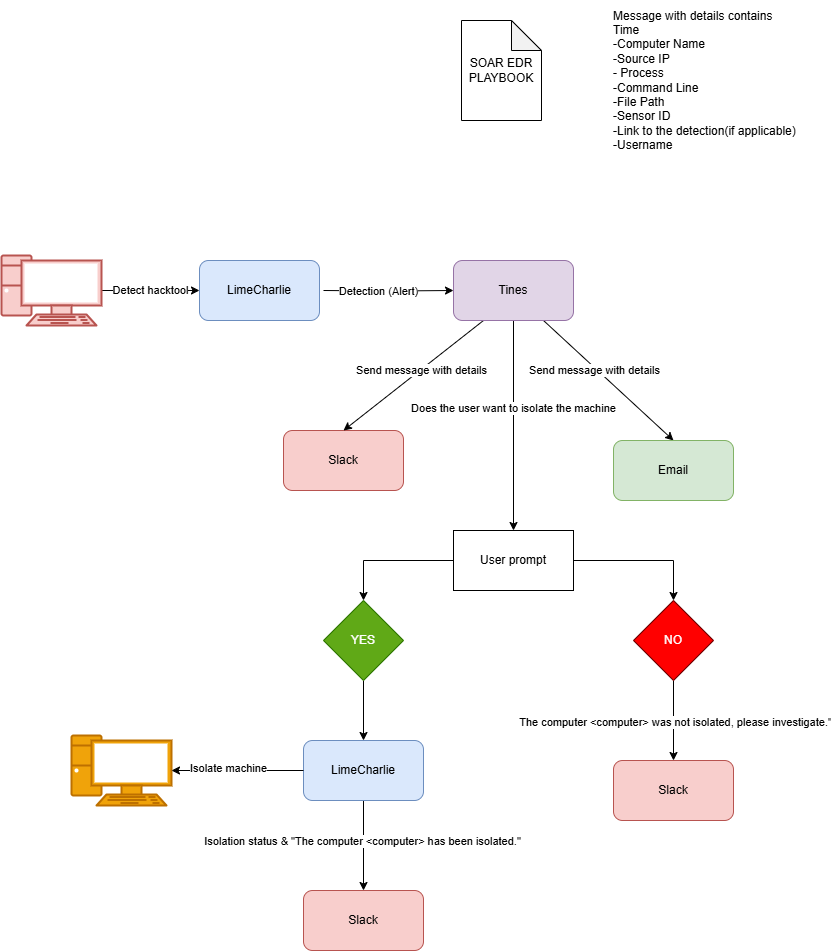 Message with details contains
Time
-Computer Name
-Source IP
- Process
-Command Line
-File Path
-Sensor ID
-Link to the detection(if applicable)
-Username
SOAR EDR
PLAYBOOK
Detect hacktool
LimeCharlie
Detection (Alert)
Tines
Send message with details
Send message with details
Does the user want to isolate the machine
Slack
Email
User prompt
YES
NO
The computer <computer> was not isolated, please investigate."
Isolate machine
LimeCharlie
Slack
Isolation status & "The computer <computer> has been isolated."
Slack